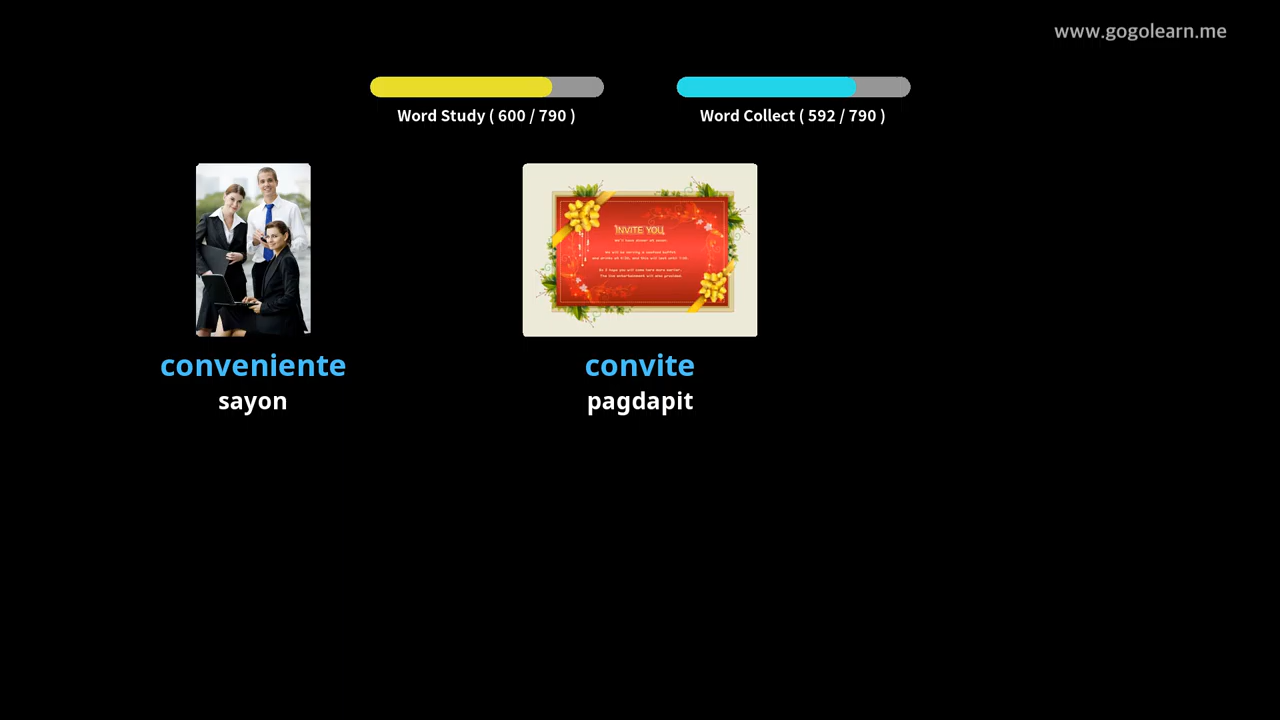 www.gogolearn.me
Word Study ( 600 / 790 )
Word Collect ( 592 / 790 )
INVITE YOU
conveniente
sayon
convite
pagdapit